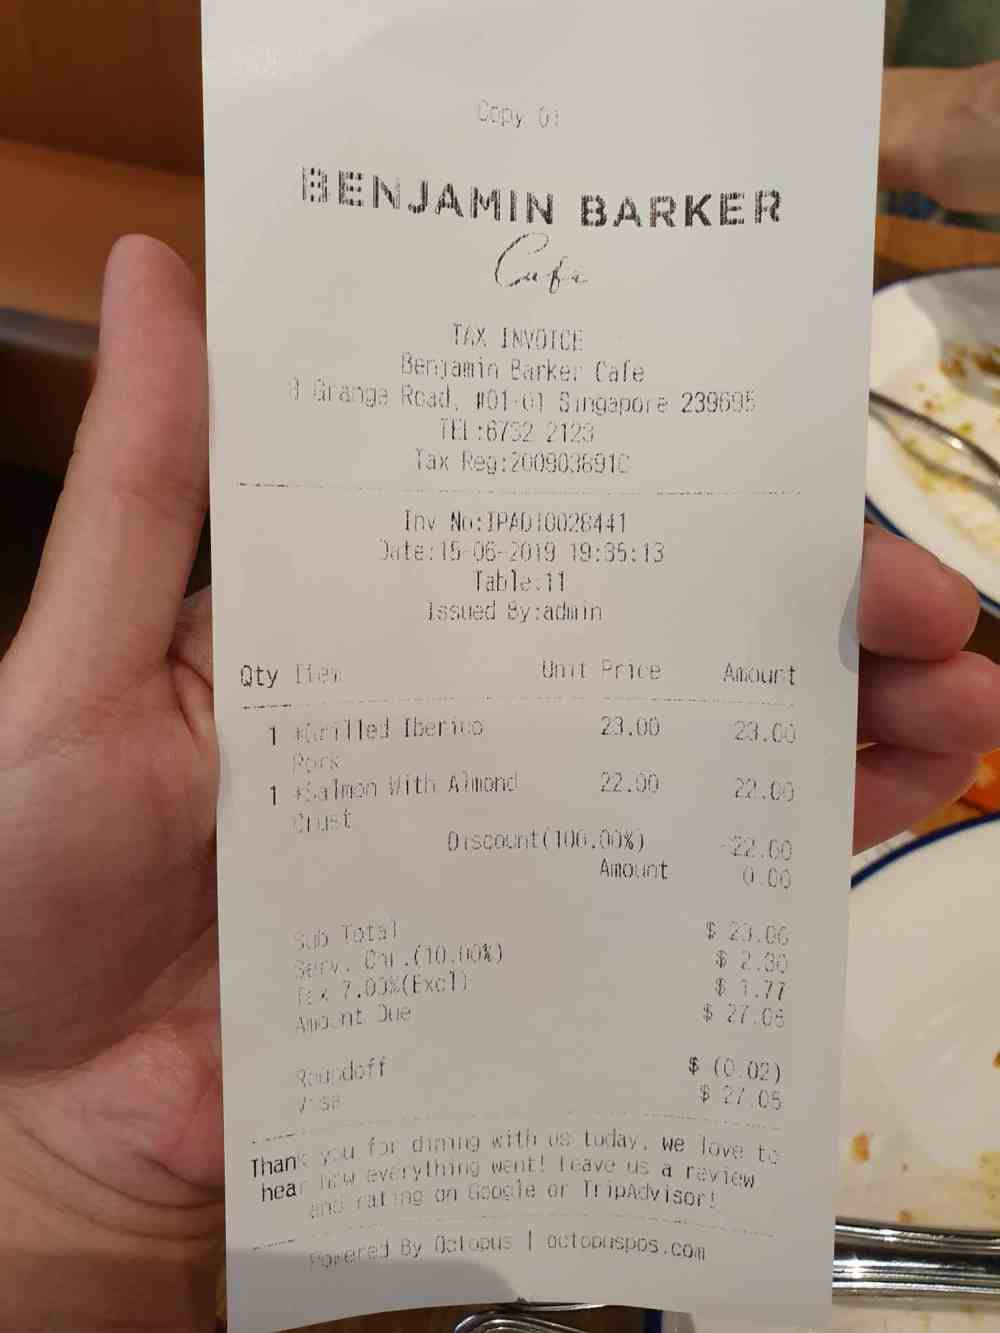 Copy 01
BENJAMIN BARKER
Cafe
TAX INVOICE
Benjamin Barker Cafe
8 Grange Road, #01-01 Singapore 239695
TEL:6752 2123
Tax Reg:200903891C
Inv No:IPAD10028441
Date:15-06-2019 19:35:13
Table:11
Issued By:admin
Qty Item Unit Price Amount
1 *Grilled Iberico 23.00 23.00
Pork
1 *Salmon With Almond 22.00 22.00
Crust
Discount(100.00%) -22.00
Amount 0.00
Sub Total $ 23.00
Serv. Chr.(10.00%) $ 2.30
Tax 7.00%(Excl) $ 1.77
Amount Due $ 27.05
Roundoff $ (0.02)
Visa $ 27.05
Thank you for dining with us today, we love to
hear how everything went! Leave us a review
and rating on Google or TripAdvisor!
Powered By Octopus | octopuspos.com